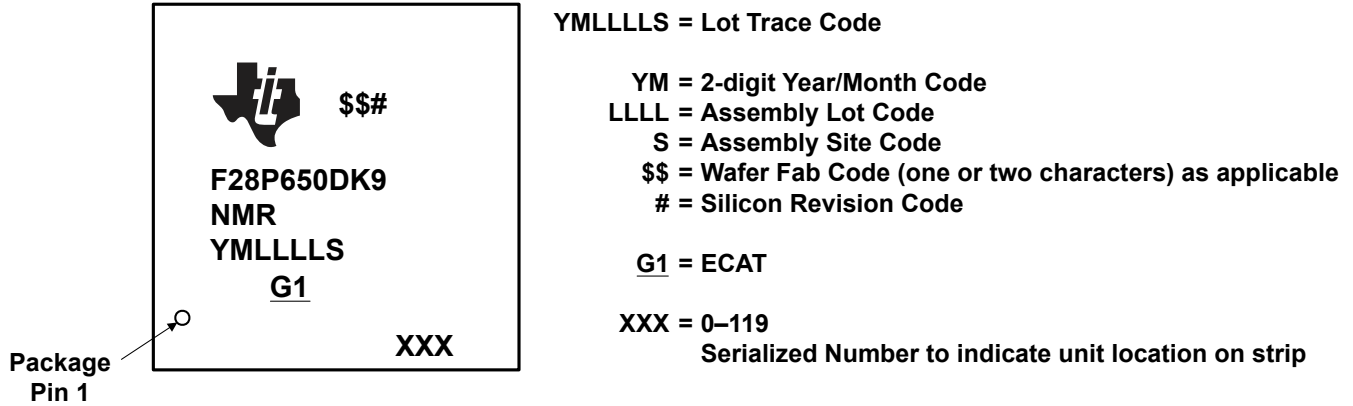 $$#
F28P650DK9
NMR
YMLLLLS
G1
XXX
Package
Pin 1
YMLLLLS = Lot Trace Code
YM = 2-digit Year/Month Code
LLLL = Assembly Lot Code
S = Assembly Site Code
$$ = Wafer Fab Code (one or two characters) as applicable
# = Silicon Revision Code
G1 = ECAT
XXX = 0–119
Serialized Number to indicate unit location on strip